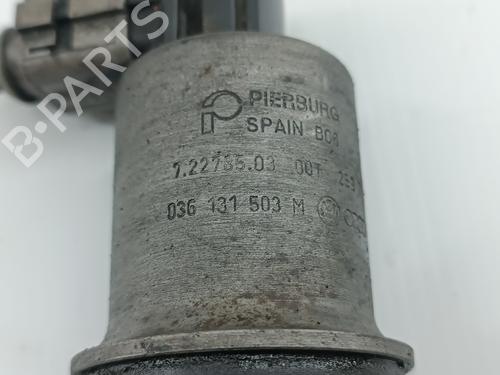 PIERBURG
SPAIN
7.22785.03
036 131 503 M
B-PARTS